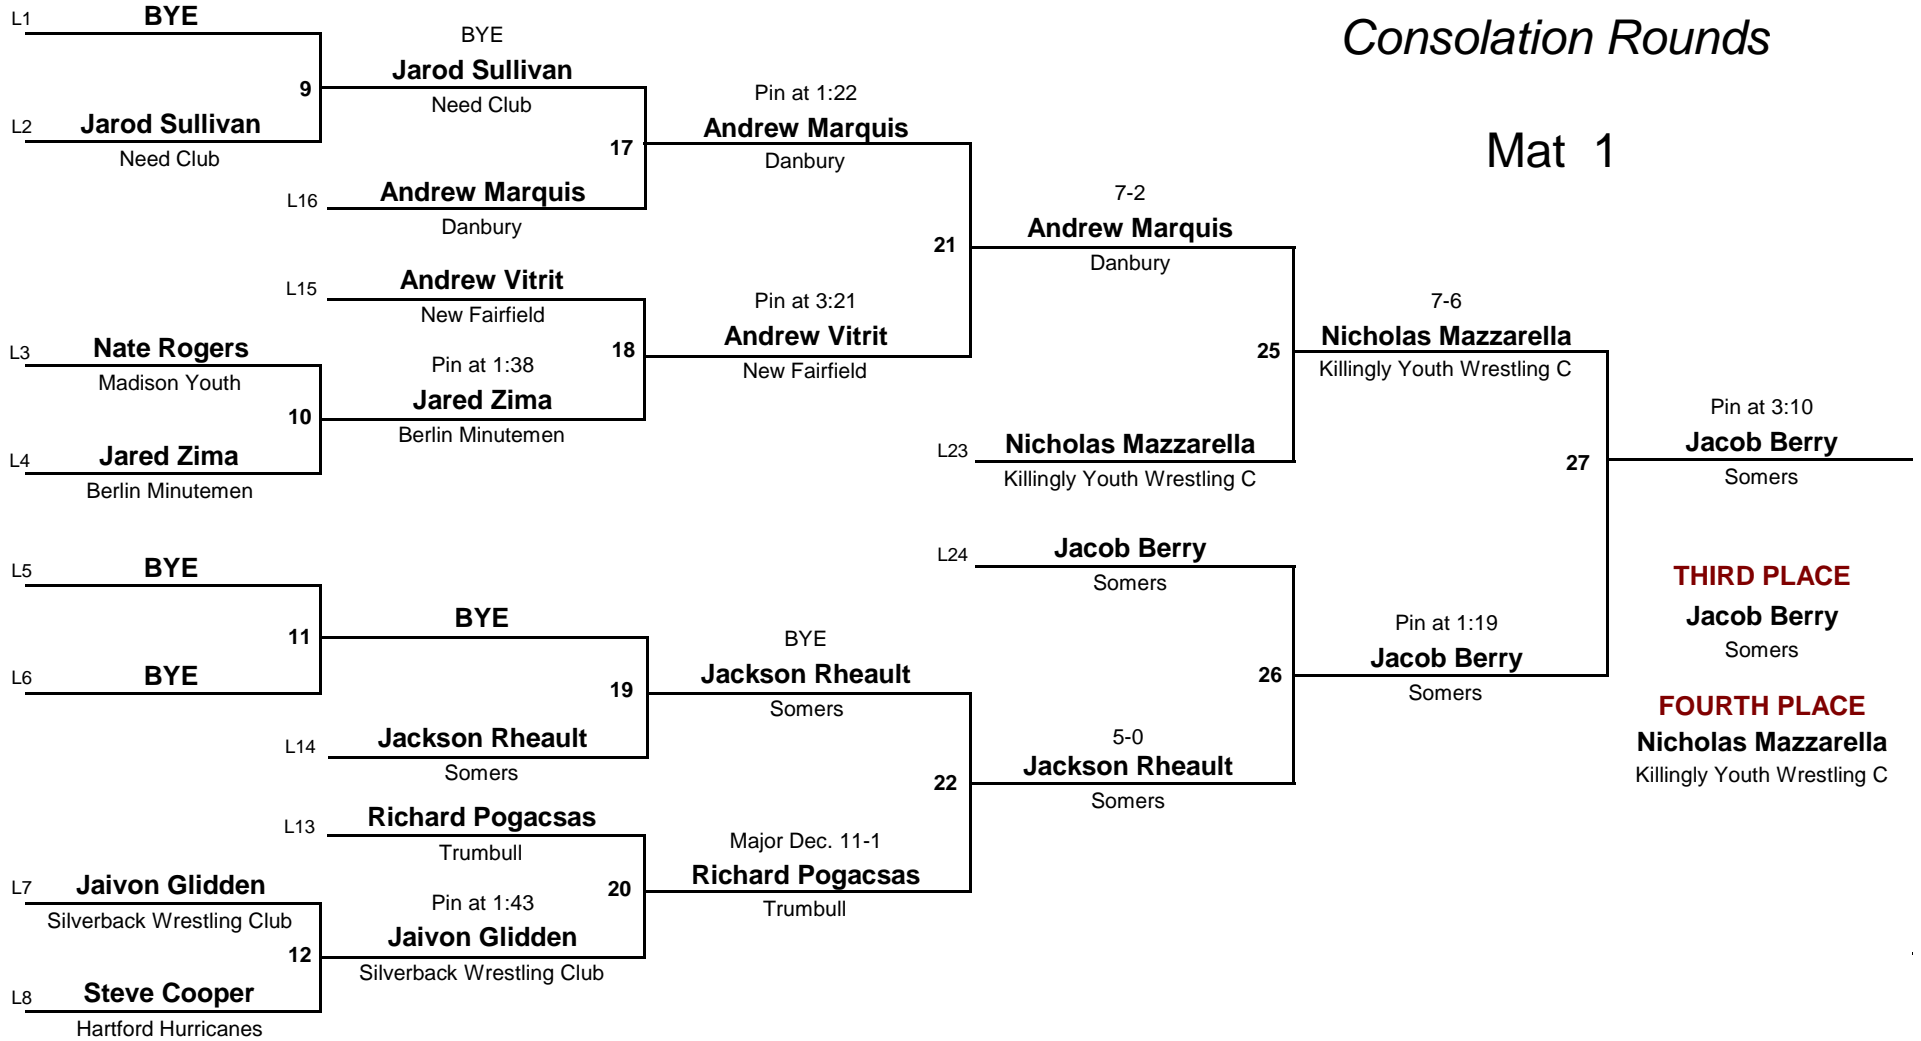 Consolation Rounds
Mat 1
L1 BYE
9
L2 Jarod Sullivan
Need Club
BYE
Jarod Sullivan
Need Club
17
L16 Andrew Marquis
Danbury
Pin at 1:22
Andrew Marquis
Danbury
21
L15 Andrew Vitrit
New Fairfield
L3 Nate Rogers
Madison Youth
10
L4 Jared Zima
Berlin Minutemen
Pin at 1:38
Jared Zima
Berlin Minutemen
18
Pin at 3:21
Andrew Vitrit
New Fairfield
7-2
Andrew Marquis
Danbury
25
L23 Nicholas Mazzarella
Killingly Youth Wrestling C
7-6
Nicholas Mazzarella
Killingly Youth Wrestling C
27
Pin at 3:10
Jacob Berry
Somers
L5 BYE
11
L6 BYE
BYE
19
L14 Jackson Rheault
Somers
BYE
Jackson Rheault
Somers
22
L13 Richard Pogacsas
Trumbull
L7 Jaivon Glidden
Silverback Wrestling Club
12
L8 Steve Cooper
Hartford Hurricanes
Pin at 1:43
Jaivon Glidden
Silverback Wrestling Club
20
Major Dec. 11-1
Richard Pogacsas
Trumbull
L24 Jacob Berry
Somers
26
5-0
Jackson Rheault
Somers
Pin at 1:19
Jacob Berry
Somers
THIRD PLACE
Jacob Berry
Somers
FOURTH PLACE
Nicholas Mazzarella
Killingly Youth Wrestling C